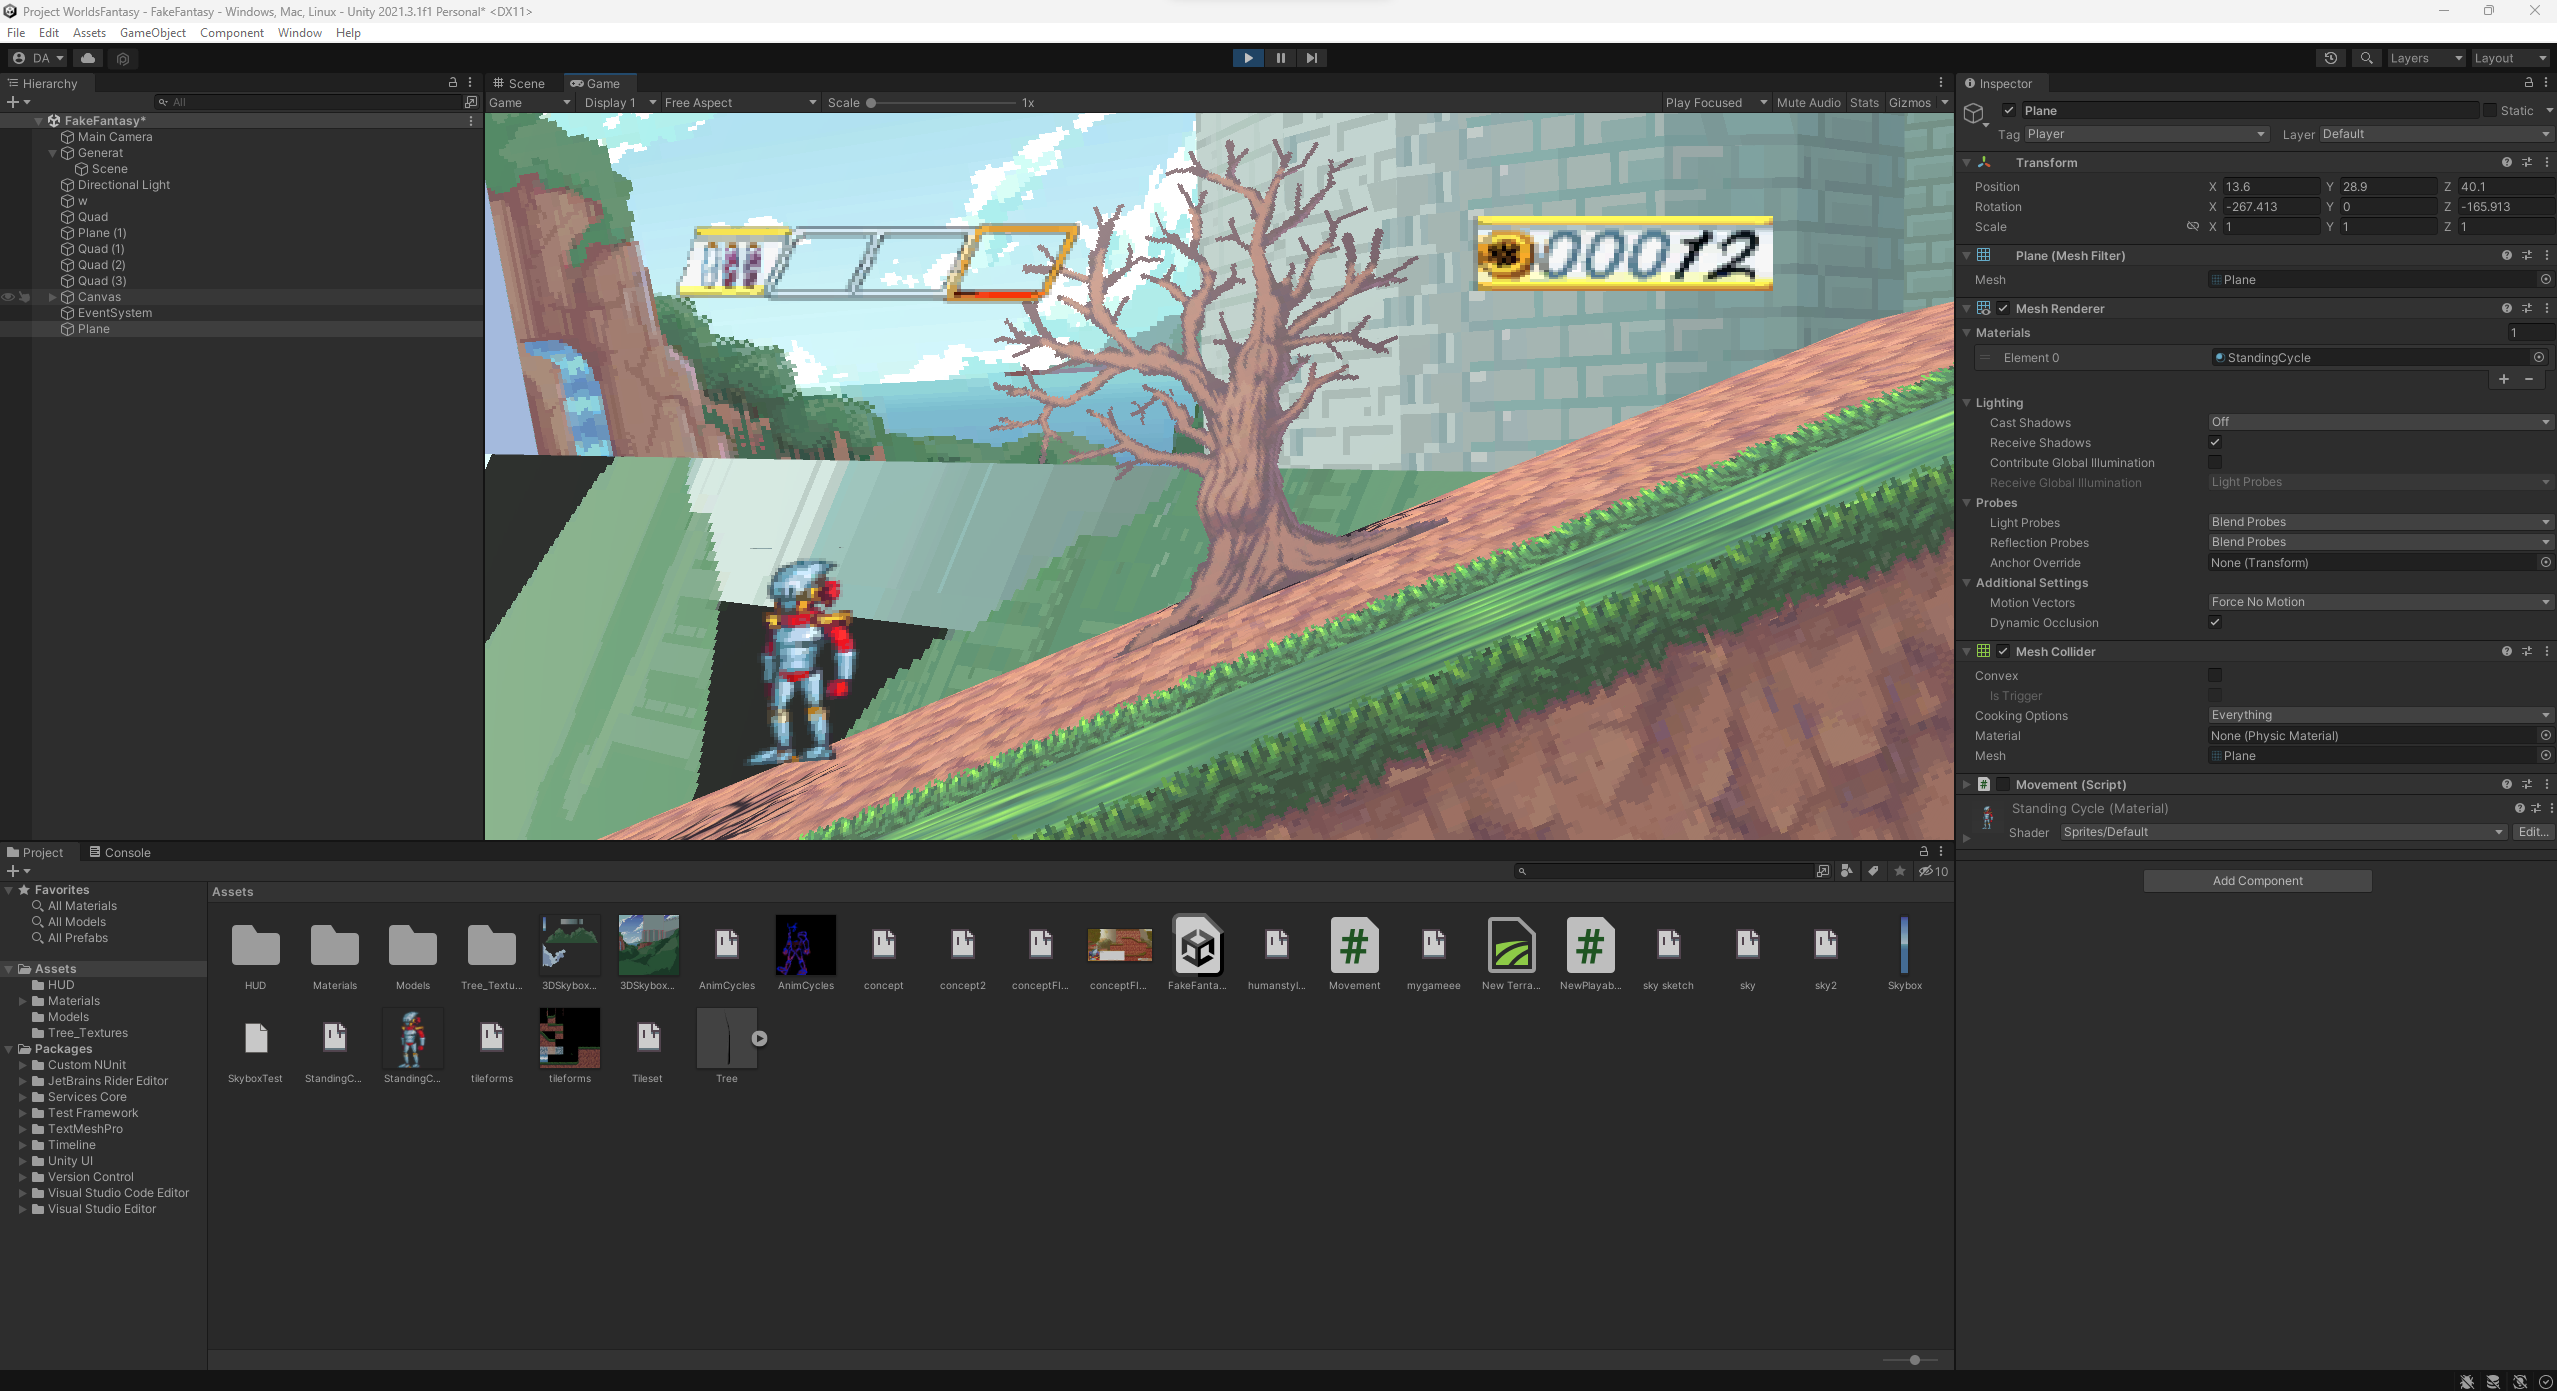 Project WorldsFantasy - FakeFantasy - Windows, Mac, Linux - Unity 2021.3.1f1 Personal* <DX11>
File Edit Assets GameObject Component Window Help
DA Layers Layout
Hierarchy
All
FakeFantasy*
Main Camera
Generat
Scene
Directional Light
w
Quad
Plane (1)
Quad (1)
Quad (2)
Quad (3)
Canvas
EventSystem
Plane
Scene Game
Game Display 1 Free Aspect Scale 1x Play Focused Mute Audio Stats Gizmos
00012
Inspector
Plane Static
Tag Player Layer Default
Transform
Position X 13.6 Y 28.9 Z 40.1
Rotation X -267.413 Y 0 Z -165.913
Scale X 1 Y 1 Z 1
Plane (Mesh Filter)
Mesh Plane
Mesh Renderer
Materials 1
Element 0 StandingCycle
Lighting
Cast Shadows Off
Receive Shadows
Contribute Global Illumination
Receive Global Illumination Light Probes
Probes
Light Probes Blend Probes
Reflection Probes Blend Probes
Anchor Override None (Transform)
Additional Settings
Motion Vectors Force No Motion
Dynamic Occlusion
Mesh Collider
Convex
Is Trigger
Cooking Options Everything
Material None (Physic Material)
Mesh Plane
Movement (Script)
Standing Cycle (Material)
Shader Sprites/Default Edit...
Add Component
Project Console
10
Favorites
All Materials
All Models
All Prefabs
Assets
HUD
Materials
Models
Tree_Textures
Packages
Custom NUnit
JetBrains Rider Editor
Services Core
Test Framework
TextMeshPro
Timeline
Unity UI
Version Control
Visual Studio Code Editor
Visual Studio Editor
Assets
HUD Materials Models Tree_Textu... 3DSkybox... 3DSkybox... AnimCycles AnimCycles concept concept2 conceptFI... conceptFI... FakeFanta... humanstyl... Movement mygameee New Terra... NewPlayab... sky sketch sky sky2 Skybox
SkyboxTest StandingC... StandingC... tileforms tileforms Tileset Tree